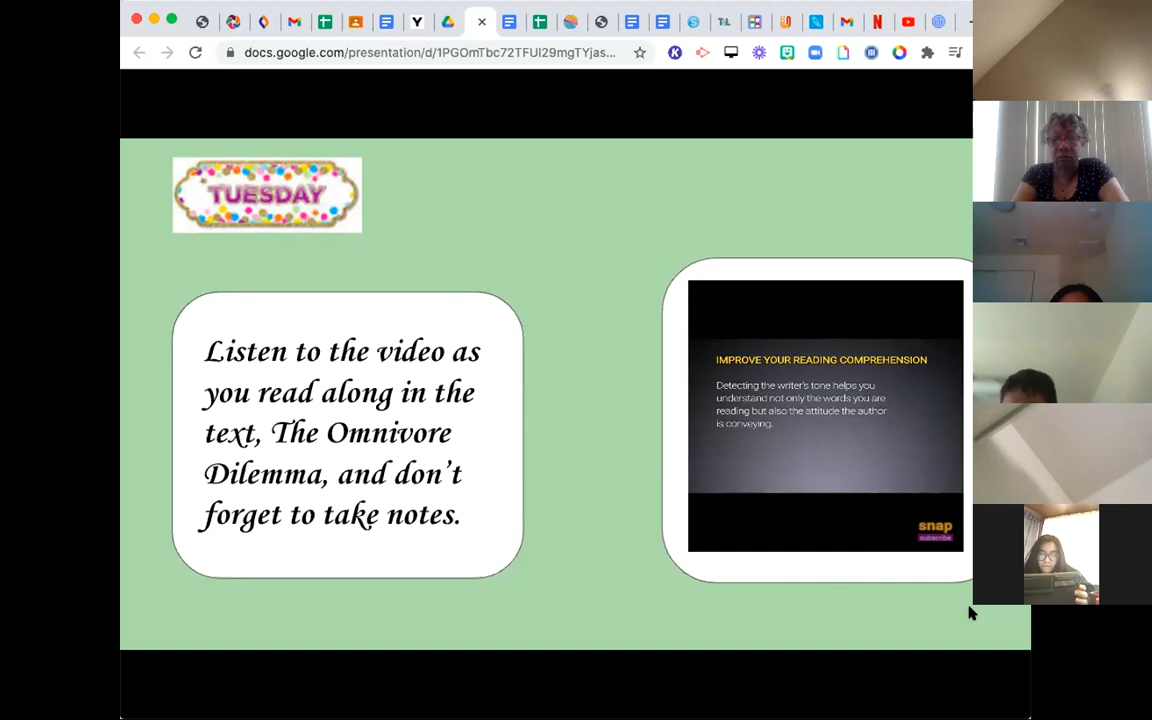 docs.google.com/presentation/d/1PGOmTbc72TFUI29mgTYjas...
TUESDAY
Listen to the video as
you read along in the
text, The Omnivore
Dilemma, and don't
forget to take notes.
IMPROVE YOUR READING COMPREHENSION
Detecting the writer's tone helps you
understand not only the words you are
reading but also the attitude the author
is conveying.
snap
subscribe